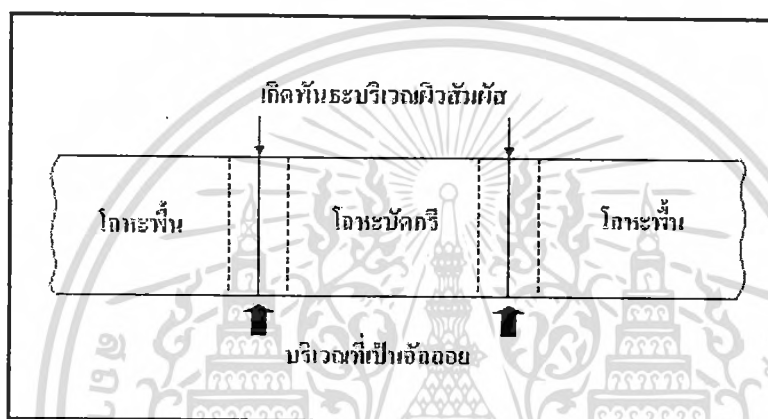 เกิดพันธะบริเวณผิวสัมผัส
โลหะพื้น โลหะบัดกรี โลหะพื้น
บริเวณที่เป็นอัลลอย